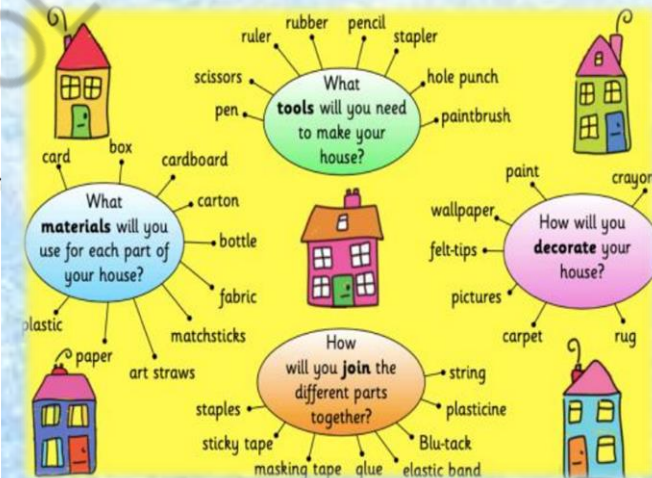 rubber
pencil
ruler
stapler
scissors
hole punch
pen
paintbrush
What
tools will you need
to make your
house?
card
box
cardboard
carton
bottle
fabric
matchsticks
art straws
paper
plastic
What
materials will you
use for each part of
your house?
paint
crayon
wallpaper
felt-tips
pictures
carpet
rug
How will you
decorate your
house?
How
will you join the
different parts
together?
string
plasticine
Blu-tack
elastic band
glue
masking tape
sticky tape
staples